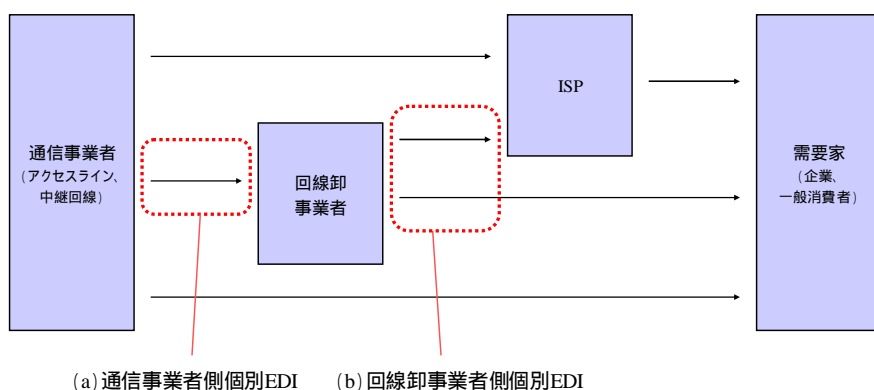 通信事業者
(アクセスライン、
中継回線)
回線卸
事業者
ISP
需要家
(企業、
一般消費者)
(a)通信事業者側個別EDI
(b)回線卸事業者側個別EDI